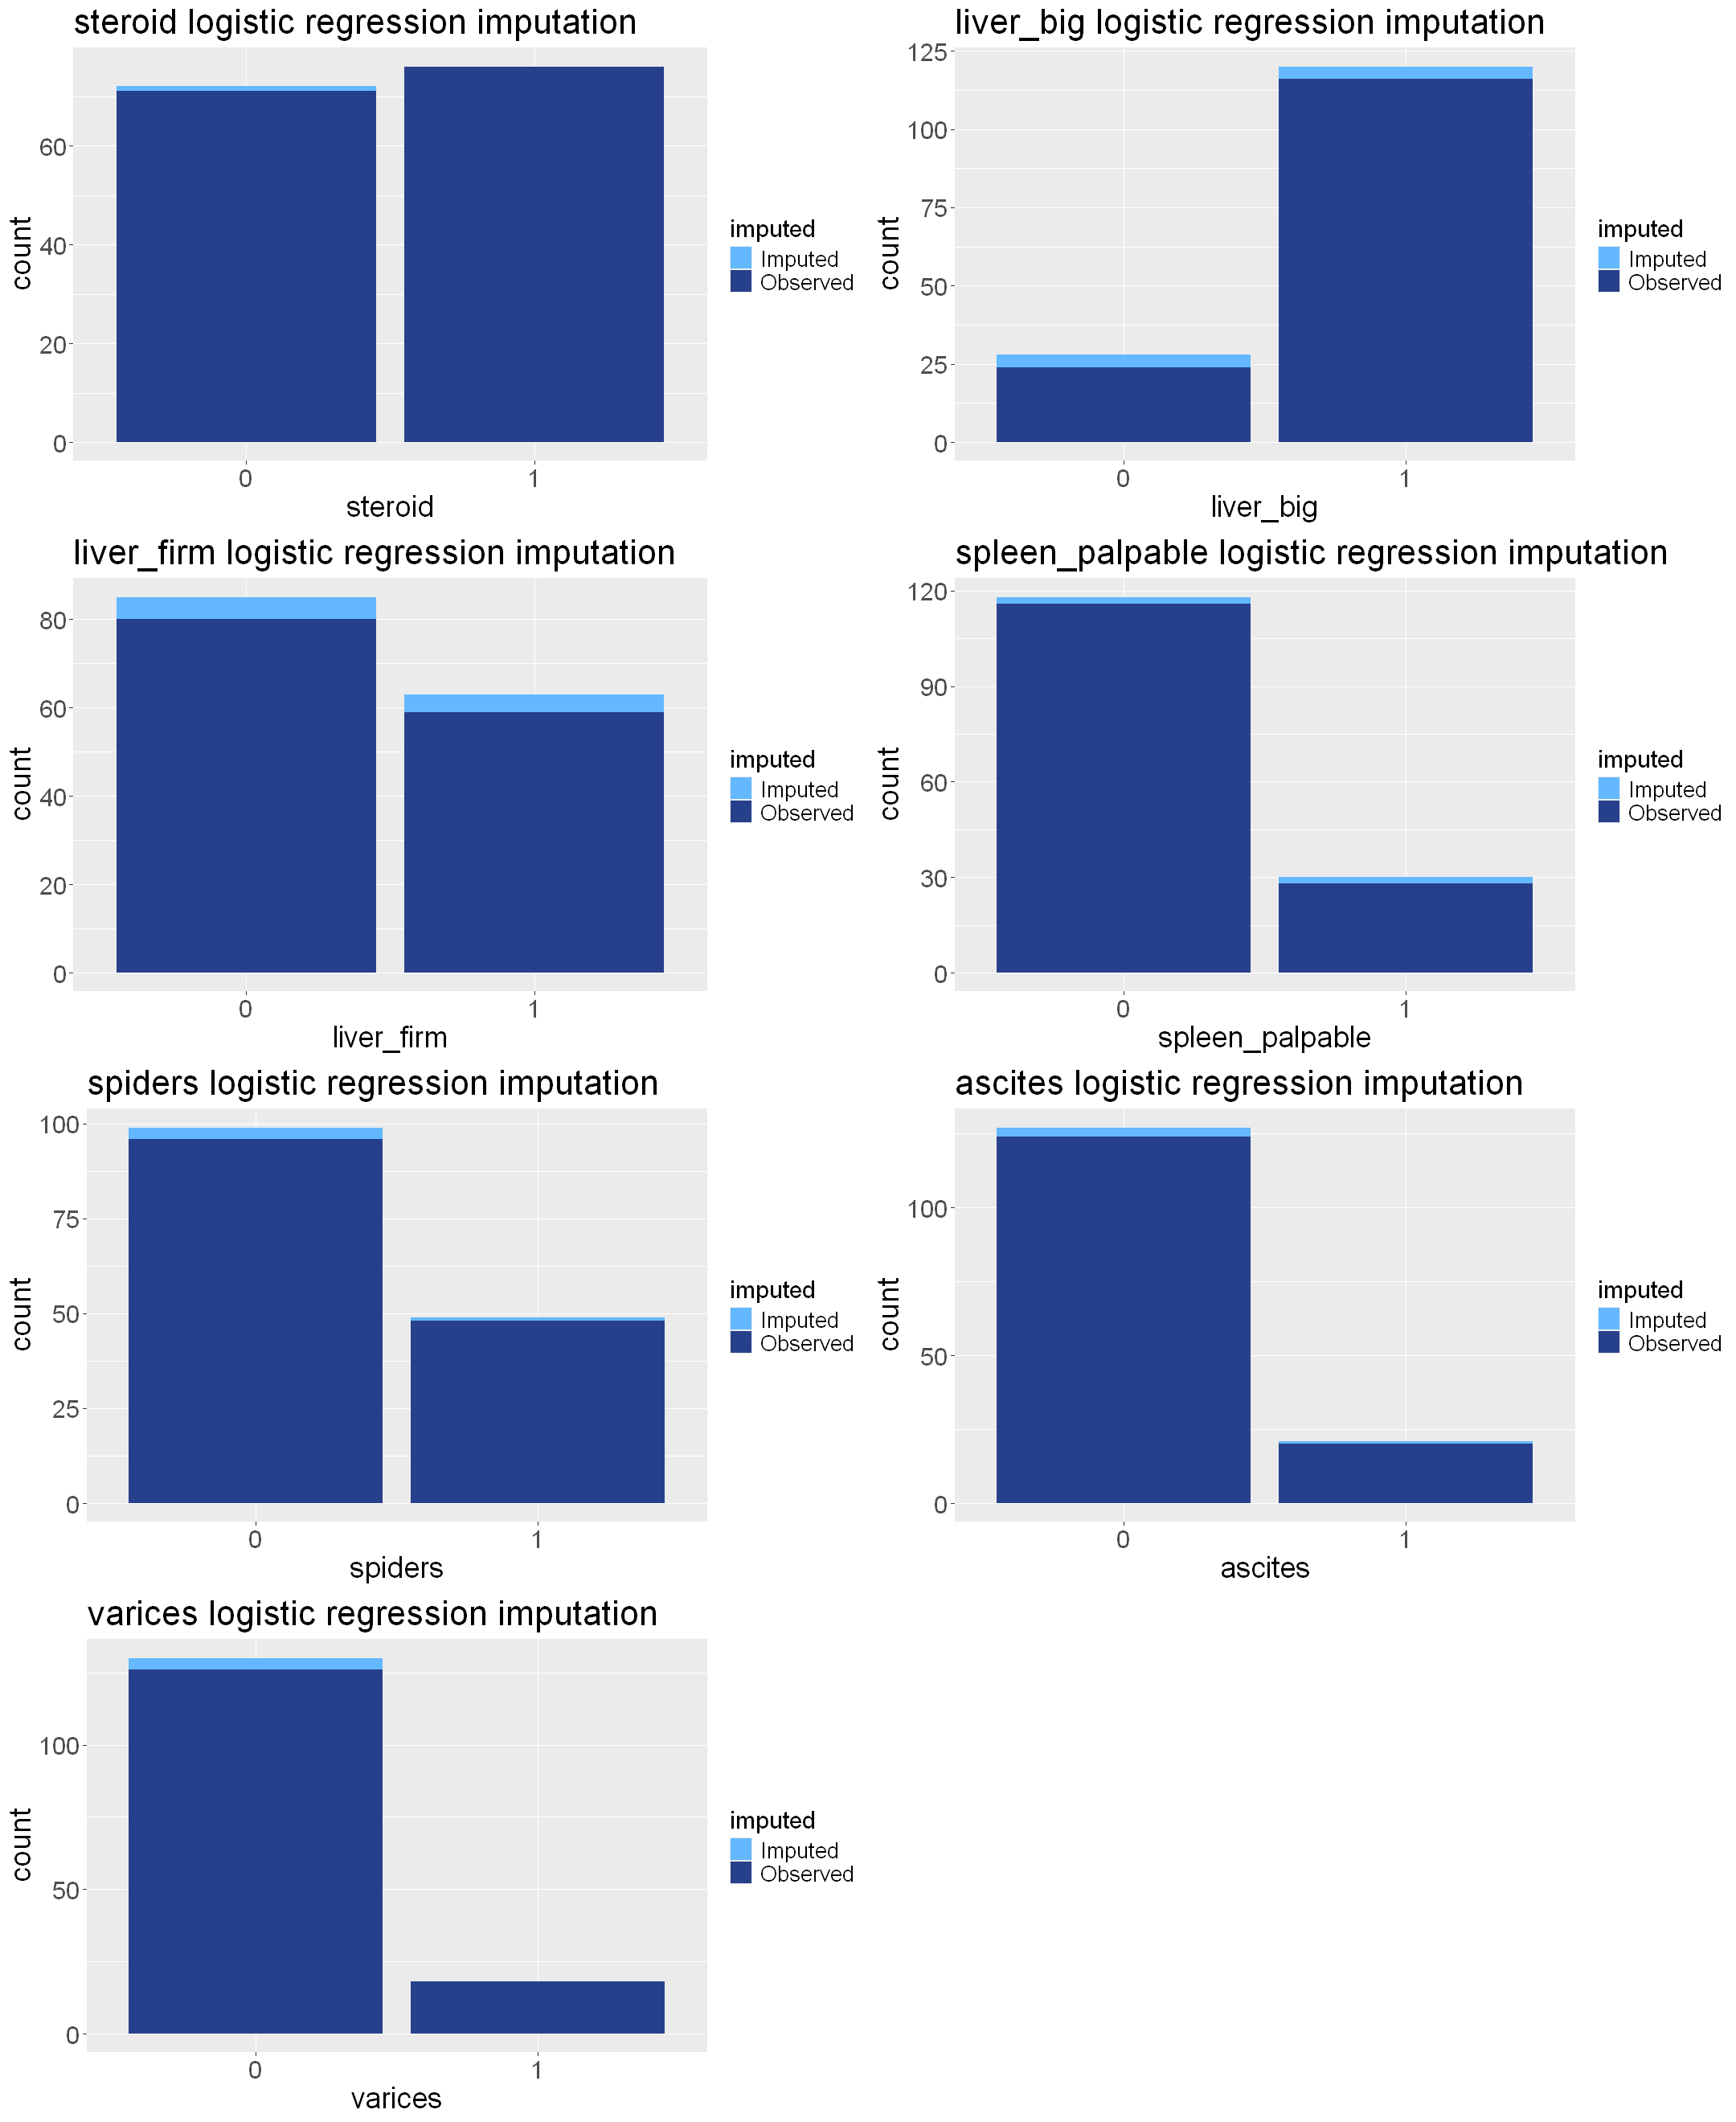 steroid logistic regression imputation
count
60
40
20
0
0 1
steroid
imputed
Imputed
Observed
liver_big logistic regression imputation
count
125
100
75
50
25
0
0 1
liver_big
imputed
Imputed
Observed
liver_firm logistic regression imputation
count
80
60
40
20
0
0 1
liver_firm
imputed
Imputed
Observed
spleen_palpable logistic regression imputation
count
120
90
60
30
0
0 1
spleen_palpable
imputed
Imputed
Observed
spiders logistic regression imputation
count
100
75
50
25
0
0 1
spiders
imputed
Imputed
Observed
ascites logistic regression imputation
count
100
50
0
0 1
ascites
imputed
Imputed
Observed
varices logistic regression imputation
count
100
50
0
0 1
varices
imputed
Imputed
Observed